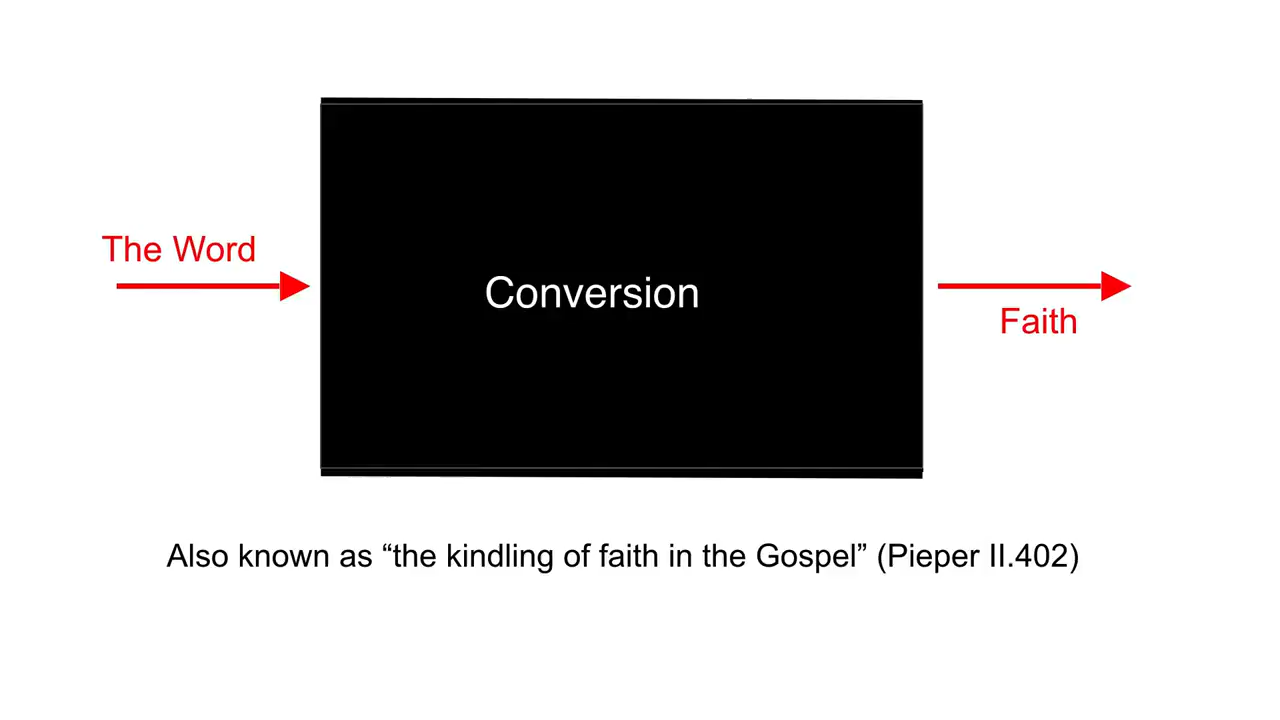 The Word
Conversion
Faith
Also known as “the kindling of faith in the Gospel” (Pieper II.402)